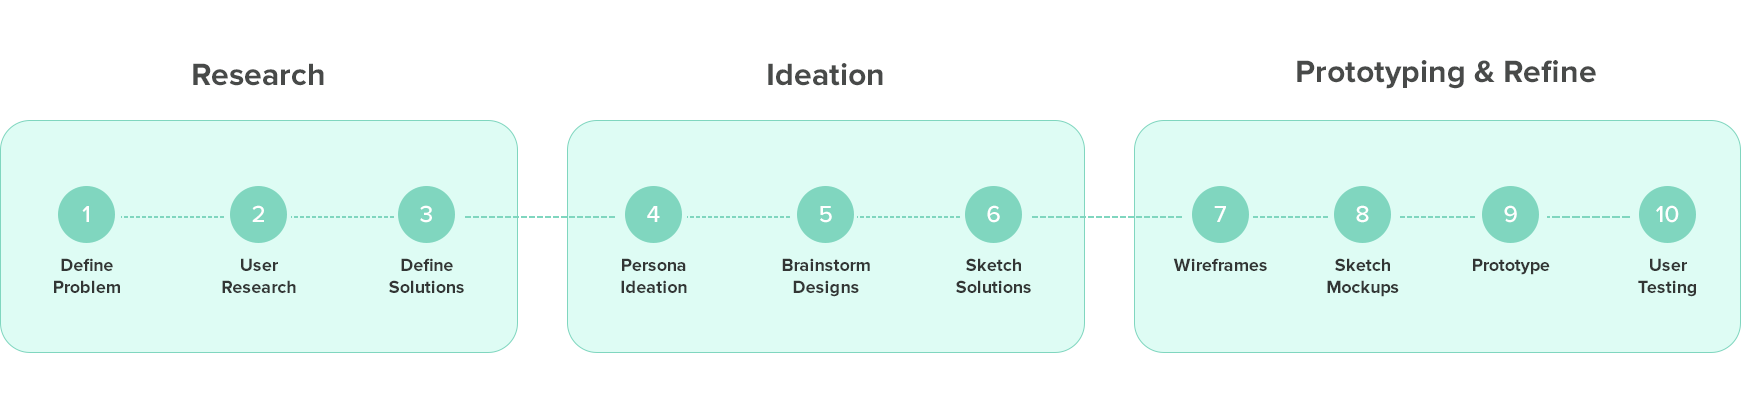 Research
1
Define
Problem
2
User
Research
3
Define
Solutions
Ideation
4
Persona
Ideation
5
Brainstorm
Designs
6
Sketch
Solutions
Prototyping & Refine
7
Wireframes
8
Sketch
Mockups
9
Prototype
10
User
Testing